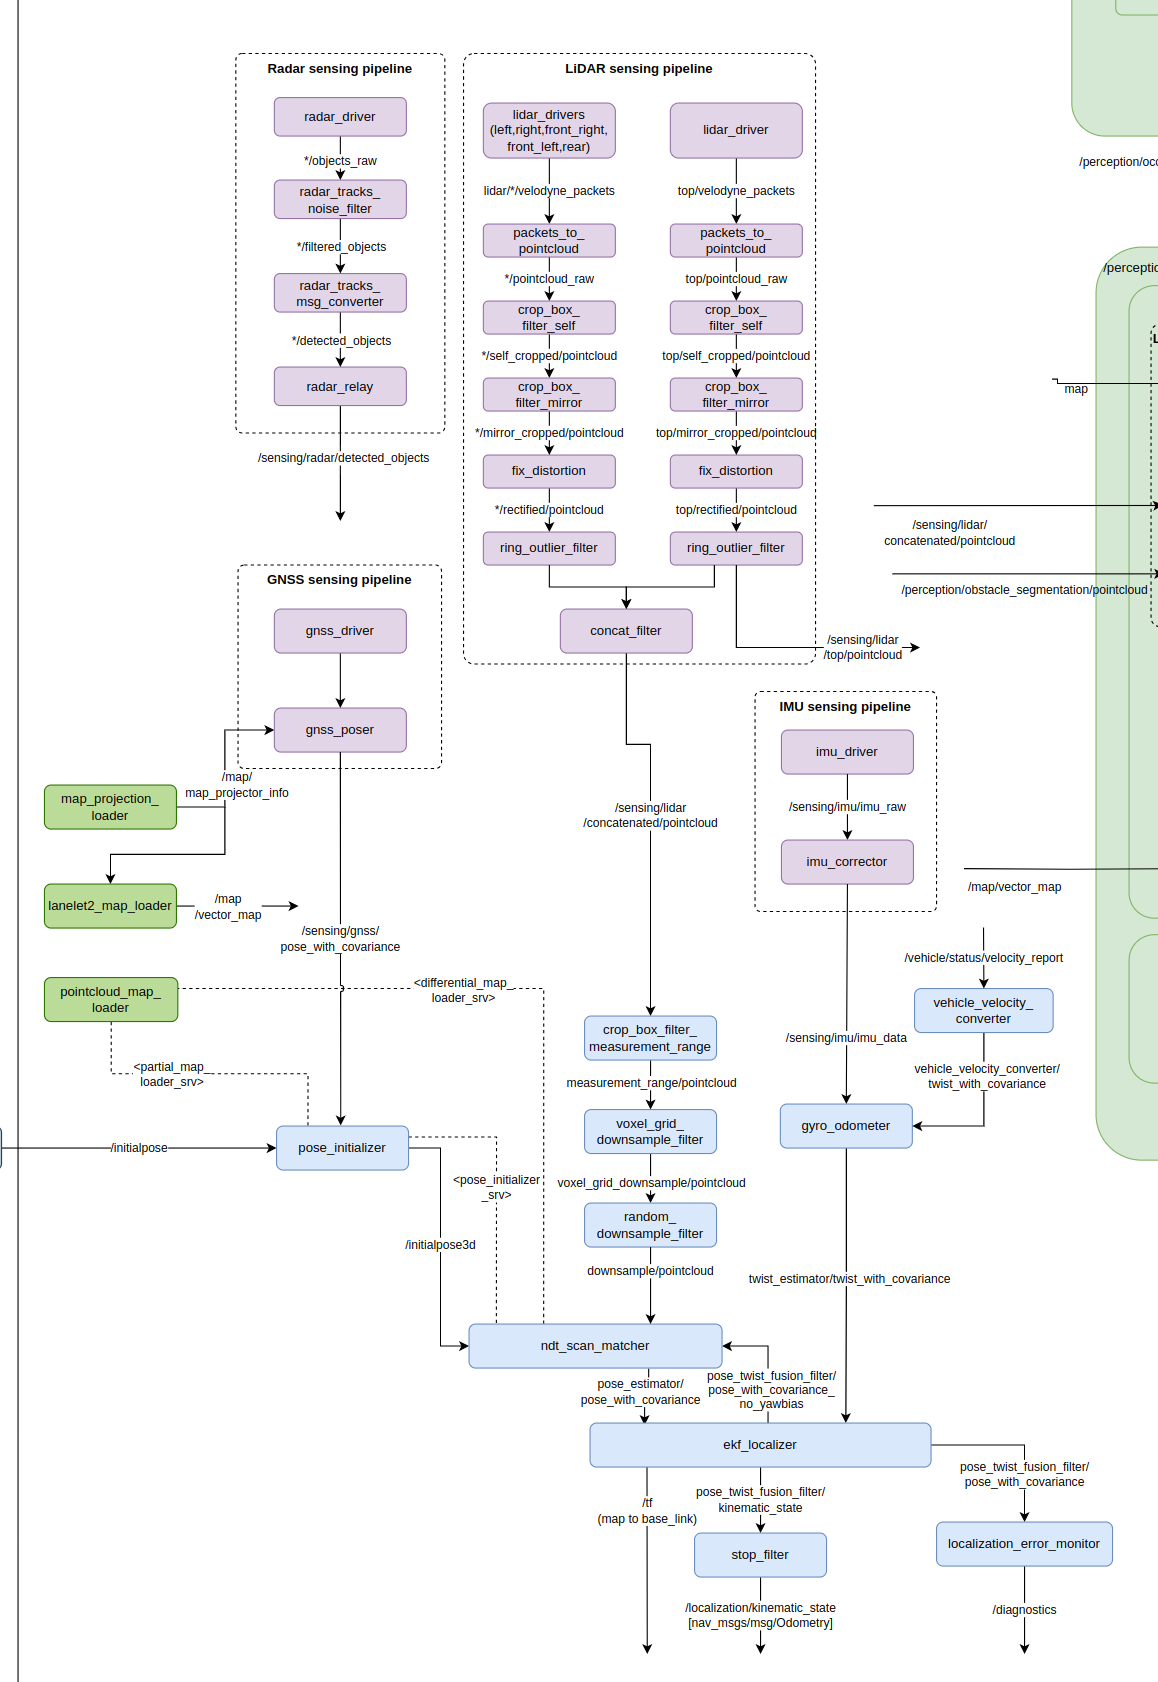 Radar sensing pipeline
radar_driver
*/objects_raw
radar_tracks_
noise_filter
*/filtered_objects
radar_tracks_
msg_converter
*/detected_objects
radar_relay
/sensing/radar/detected_objects
LiDAR sensing pipeline
lidar_drivers
(left,right,front_right,
front_left,rear)
lidar/*/velodyne_packets
packets_to_
pointcloud
*/pointcloud_raw
crop_box_
filter_self
*/self_cropped/pointcloud
crop_box_
filter_mirror
*/mirror_cropped/pointcloud
fix_distortion
*/rectified/pointcloud
ring_outlier_filter
lidar_driver
top/velodyne_packets
packets_to_
pointcloud
top/pointcloud_raw
crop_box_
filter_self
top/self_cropped/pointcloud
crop_box_
filter_mirror
top/mirror_cropped/pointcloud
fix_distortion
top/rectified/pointcloud
ring_outlier_filter
concat_filter
/sensing/lidar
/top/pointcloud
/perception/occ
/perceptio
L
map
/sensing/lidar/
concatenated/pointcloud
/perception/obstacle_segmentation/pointcloud
GNSS sensing pipeline
gnss_driver
gnss_poser
/map/
map_projector_info
map_projection_
loader
lanelet2_map_loader
/map
/vector_map
/sensing/gnss/
pose_with_covariance
pointcloud_map_
loader
<differential_map_
loader_srv>
<partial_map_
loader_srv>
/initialpose
pose_initializer
<pose_initializer
_srv>
/initialpose3d
/sensing/lidar
/concatenated/pointcloud
crop_box_filter_
measurement_range
measurement_range/pointcloud
voxel_grid_
downsample_filter
voxel_grid_downsample/pointcloud
random_
downsample_filter
downsample/pointcloud
IMU sensing pipeline
imu_driver
/sensing/imu/imu_raw
imu_corrector
/sensing/imu/imu_data
/map/vector_map
/vehicle/status/velocity_report
vehicle_velocity_
converter
vehicle_velocity_converter/
twist_with_covariance
gyro_odometer
twist_estimator/twist_with_covariance
ndt_scan_matcher
pose_estimator/
pose_with_covariance
pose_twist_fusion_filter/
pose_with_covariance_
no_yawbias
ekf_localizer
/tf
(map to base_link)
pose_twist_fusion_filter/
kinematic_state
stop_filter
/localization/kinematic_state
[nav_msgs/msg/Odometry]
pose_twist_fusion_filter/
pose_with_covariance
localization_error_monitor
/diagnostics